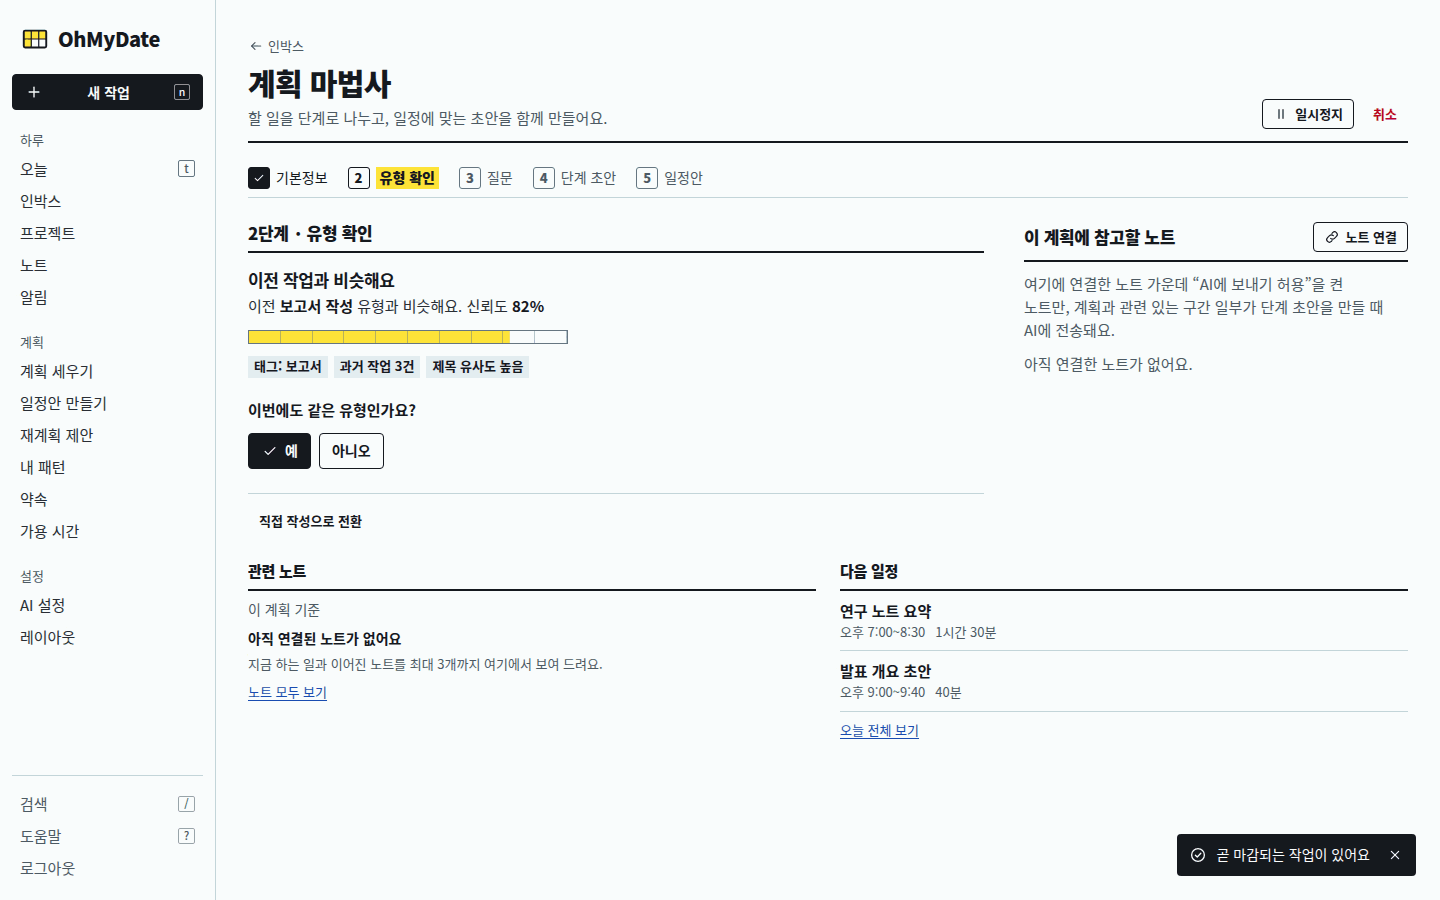 OhMyDate
새 작업 n
하루
오늘 t
인박스
프로젝트
노트
알림
계획
계획 세우기
일정안 만들기
재계획 제안
내 패턴
약속
가용 시간
설정
AI 설정
레이아웃
검색 /
도움말 ?
로그아웃
← 인박스
계획 마법사
할 일을 단계로 나누고, 일정에 맞는 초안을 함께 만들어요.
일시정지 취소
기본정보 2 유형 확인 3 질문 4 단계 초안 5 일정안
2단계 · 유형 확인
이전 작업과 비슷해요
이전 보고서 작성 유형과 비슷해요. 신뢰도 82%
태그: 보고서 과거 작업 3건 제목 유사도 높음
이번에도 같은 유형인가요?
예 아니오
직접 작성으로 전환
이 계획에 참고할 노트 노트 연결
여기에 연결한 노트 가운데 “AI에 보내기 허용”을 켠
노트만, 계획과 관련 있는 구간 일부가 단계 초안을 만들 때
AI에 전송돼요.
아직 연결한 노트가 없어요.
관련 노트
이 계획 기준
아직 연결된 노트가 없어요
지금 하는 일과 이어진 노트를 최대 3개까지 여기에서 보여 드려요.
노트 모두 보기
다음 일정
연구 노트 요약
오후 7:00~8:30 1시간 30분
발표 개요 초안
오후 9:00~9:40 40분
오늘 전체 보기
곧 마감되는 작업이 있어요